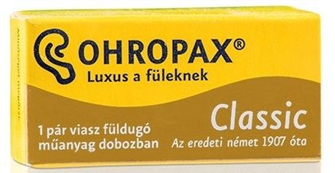 OHROPAX®
Luxus a füleknek
Classic
1 pár viasz füldugó
műanyag dobozban
Az eredeti német 1907 óta